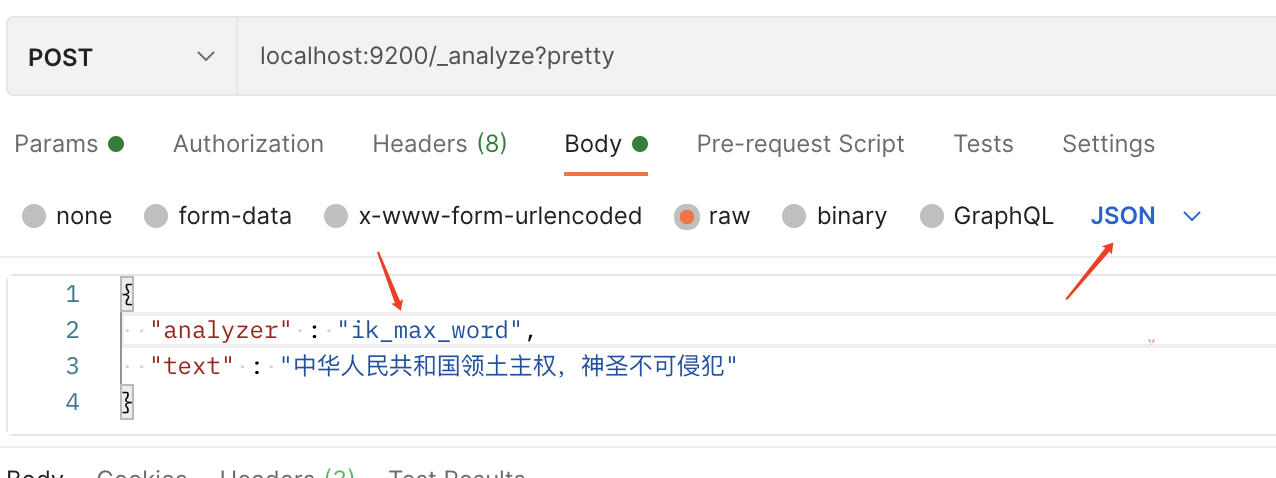 POST localhost:9200/_analyze?pretty
Params Authorization Headers (8) Body Pre-request Script Tests Settings
none form-data x-www-form-urlencoded raw binary GraphQL JSON
1 {
2 "analyzer" : "ik_max_word",
3 "text" : "中华人民共和国领土主权，神圣不可侵犯"
4 }
Body Cookies Headers (3) Test Results